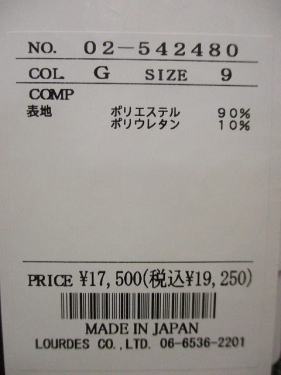 NO. 02-542480
COL. G SIZE 9
COMP
表地 ポリエステル 90%
ポリウレタン 10%
PRICE ¥17,500(税込¥19,250)
MADE IN JAPAN
LOURDES CO.,LTD. 06-6536-2201